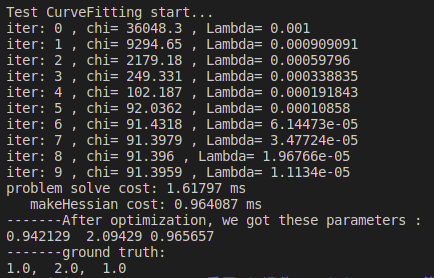 Test CurveFitting start...
iter: 0 , chi= 36048.3 , Lambda= 0.001
iter: 1 , chi= 9294.65 , Lambda= 0.000909091
iter: 2 , chi= 2179.18 , Lambda= 0.00059796
iter: 3 , chi= 249.331 , Lambda= 0.000338835
iter: 4 , chi= 102.187 , Lambda= 0.000191843
iter: 5 , chi= 92.0362 , Lambda= 0.00010858
iter: 6 , chi= 91.4318 , Lambda= 6.14473e-05
iter: 7 , chi= 91.3979 , Lambda= 3.47724e-05
iter: 8 , chi= 91.396 , Lambda= 1.96766e-05
iter: 9 , chi= 91.3959 , Lambda= 1.1134e-05
problem solve cost: 1.61797 ms
   makeHessian cost: 0.964087 ms
-------After optimization, we got these parameters :
0.942129  2.09429 0.965657
-------ground truth:
1.0,  2.0,  1.0